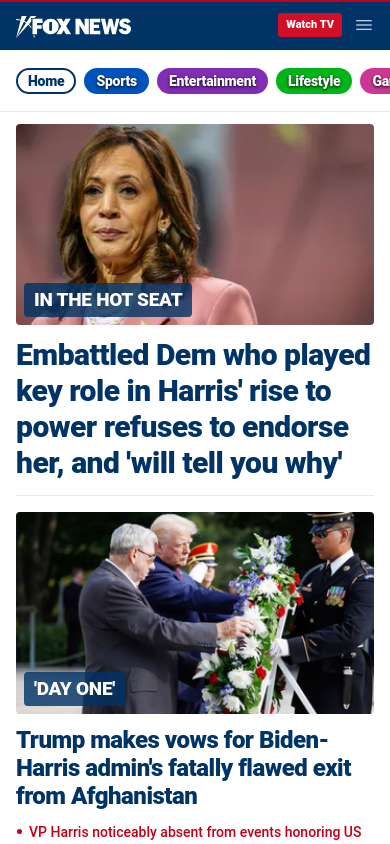 FOX NEWS
Watch TV
Home
Sports
Entertainment
Lifestyle
Ga
IN THE HOT SEAT
Embattled Dem who played
key role in Harris' rise to
power refuses to endorse
her, and 'will tell you why'
'DAY ONE'
Trump makes vows for Biden-
Harris admin's fatally flawed exit
from Afghanistan
• VP Harris noticeably absent from events honoring US